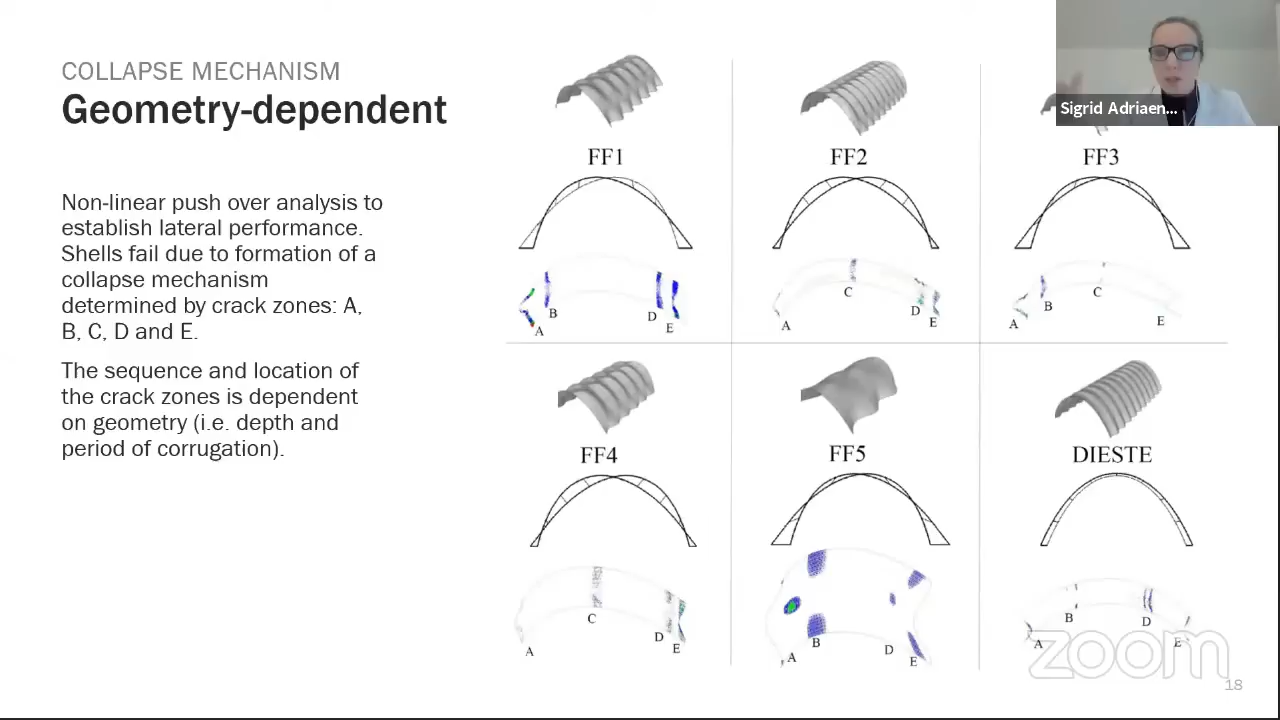 COLLAPSE MECHANISM
Geometry-dependent
Non-linear push over analysis to
establish lateral performance.
Shells fail due to formation of a
collapse mechanism
determined by crack zones: A,
B, C, D and E.
The sequence and location of
the crack zones is dependent
on geometry (i.e. depth and
period of corrugation).
FF1
A
B
D
E
FF2
A
C
D
E
FF3
A
B
C
E
FF4
A
C
D
E
FF5
A
B
D
E
DIESTE
A
B
D
E
Sigrid Adriaen...
zoom
18